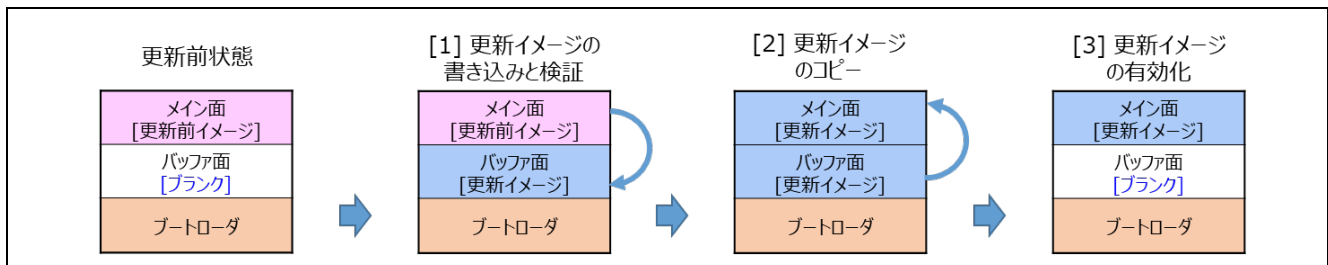 更新前状態
メイン面
[更新前イメージ]
バッファ面
[ブランク]
ブートローダ
[1] 更新イメージの
書き込みと検証
メイン面
[更新前イメージ]
バッファ面
[更新イメージ]
ブートローダ
[2] 更新イメージ
のコピー
メイン面
[更新イメージ]
バッファ面
[更新イメージ]
ブートローダ
[3] 更新イメージ
の有効化
メイン面
[更新イメージ]
バッファ面
[ブランク]
ブートローダ